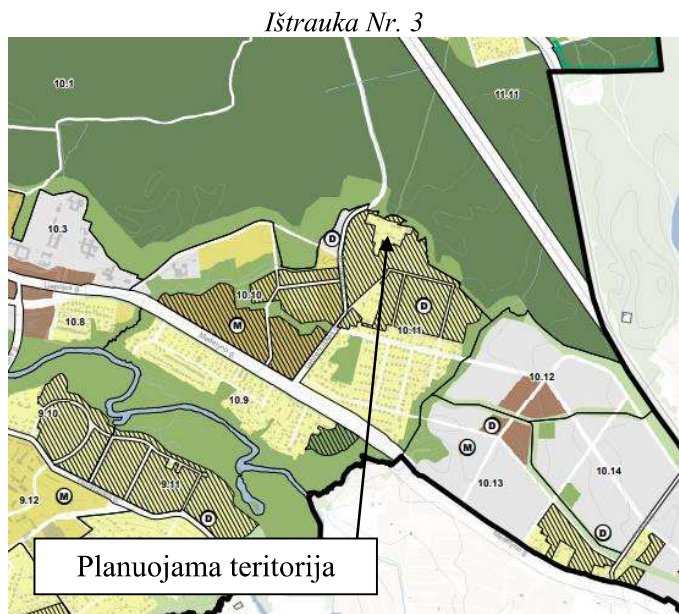 Ištrauka Nr. 3
10.1
11.11
10.3
D
Liepojos g.
10.10
D
10.8
M
10.11
10.12
10.9
D
M
9.10
10.13
10.14
9.11
9.12
M
D
D
Planuojama teritorija